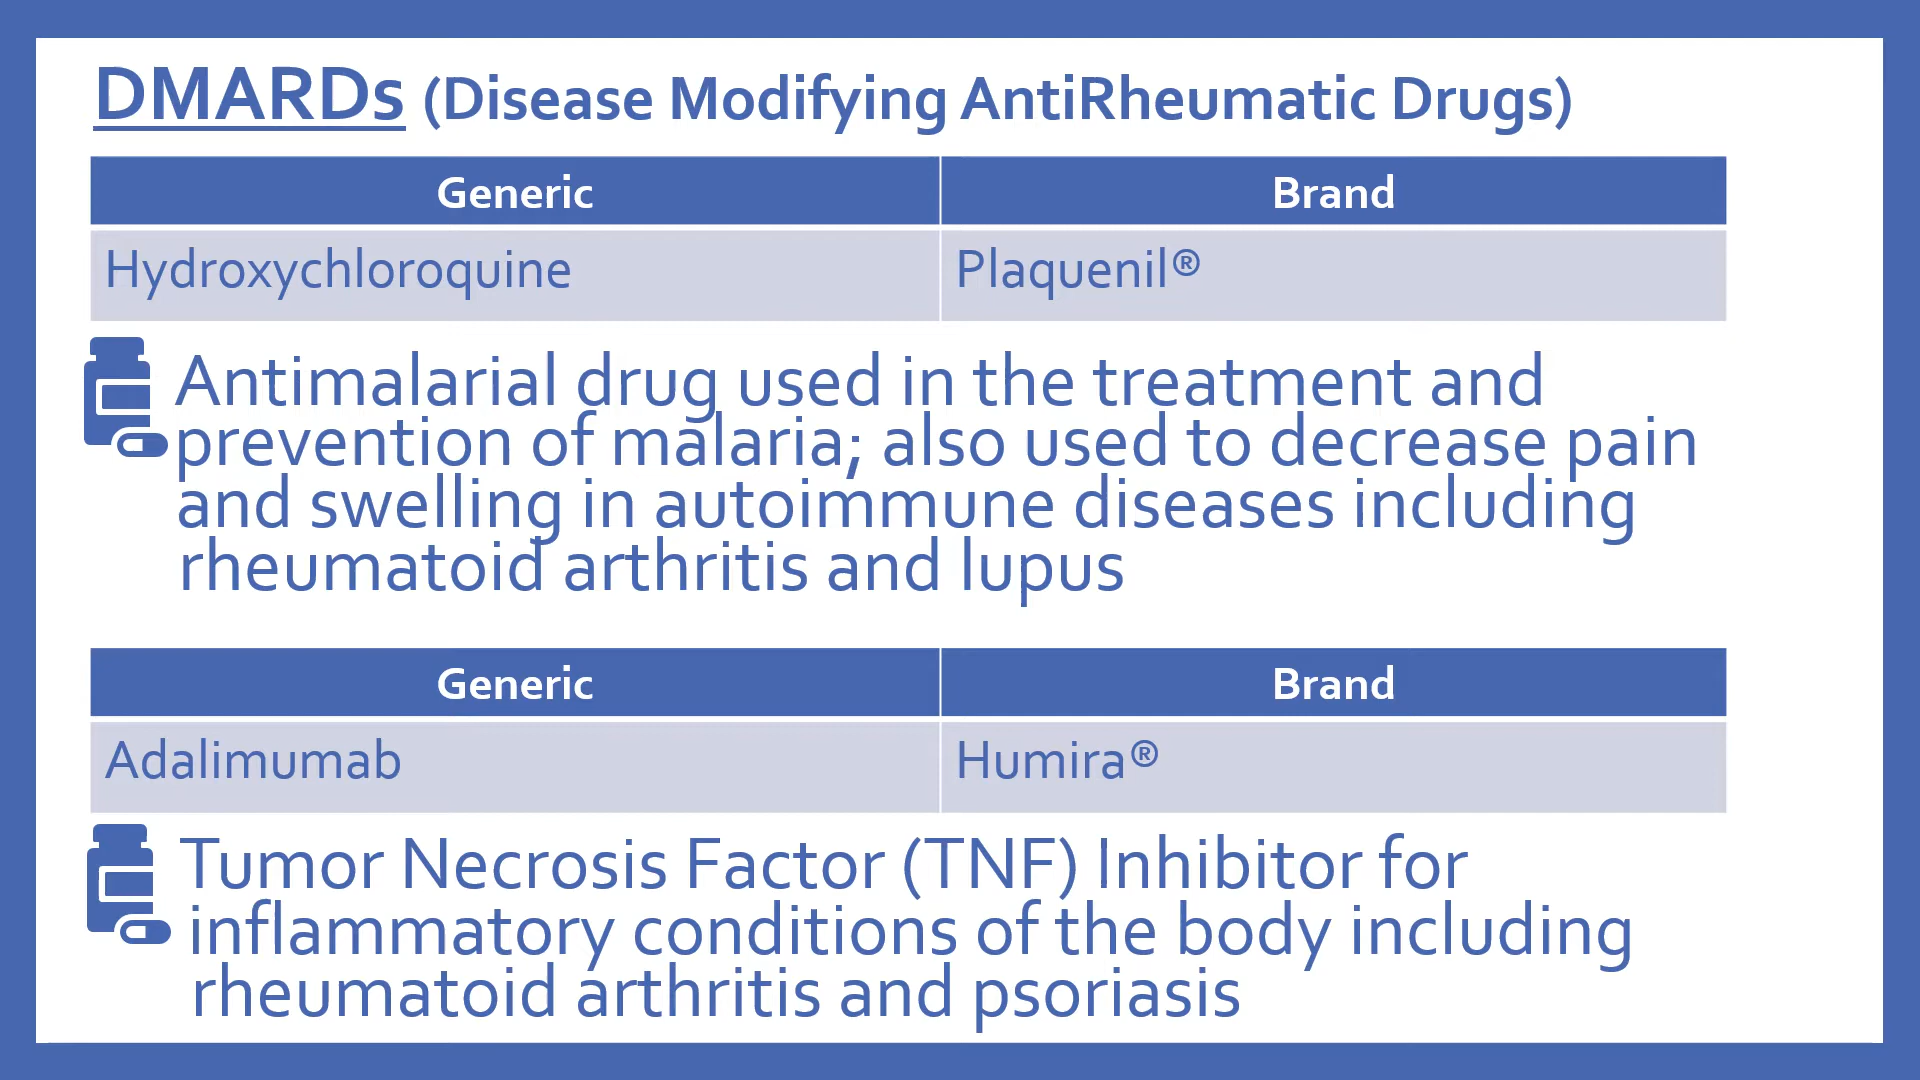 DMARDs (Disease Modifying AntiRheumatic Drugs)
Generic Brand
Hydroxychloroquine Plaquenil®
Antimalarial drug used in the treatment and
prevention of malaria; also used to decrease pain
and swelling in autoimmune diseases including
rheumatoid arthritis and lupus
Generic Brand
Adalimumab Humira®
Tumor Necrosis Factor (TNF) Inhibitor for
inflammatory conditions of the body including
rheumatoid arthritis and psoriasis